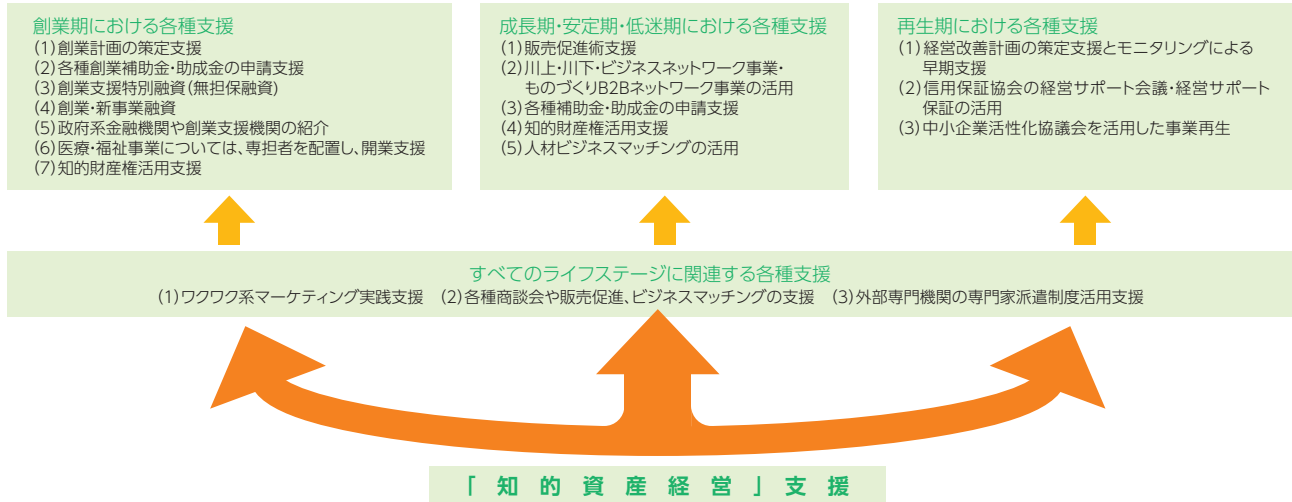 創業期における各種支援
(1)創業計画の策定支援
(2)各種創業補助金・助成金の申請支援
(3)創業支援特別融資(無担保融資)
(4)創業・新事業融資
(5)政府系金融機関や創業支援機関の紹介
(6)医療・福祉事業については、専担者を配置し、開業支援
(7)知的財産権活用支援
成長期・安定期・低迷期における各種支援
(1)販売促進術支援
(2)川上・川下・ビジネスネットワーク事業・
ものづくりB2Bネットワーク事業の活用
(3)各種補助金・助成金の申請支援
(4)知的財産権活用支援
(5)人材ビジネスマッチングの活用
再生期における各種支援
(1)経営改善計画の策定支援とモニタリングによる
早期支援
(2)信用保証協会の経営サポート会議・経営サポート
保証の活用
(3)中小企業活性化協議会を活用した事業再生
すべてのライフステージに関連する各種支援
(1)ワクワク系マーケティング実践支援 (2)各種商談会や販売促進、ビジネスマッチングの支援 (3)外部専門機関の専門家派遣制度活用支援
「知的資産経営」支援